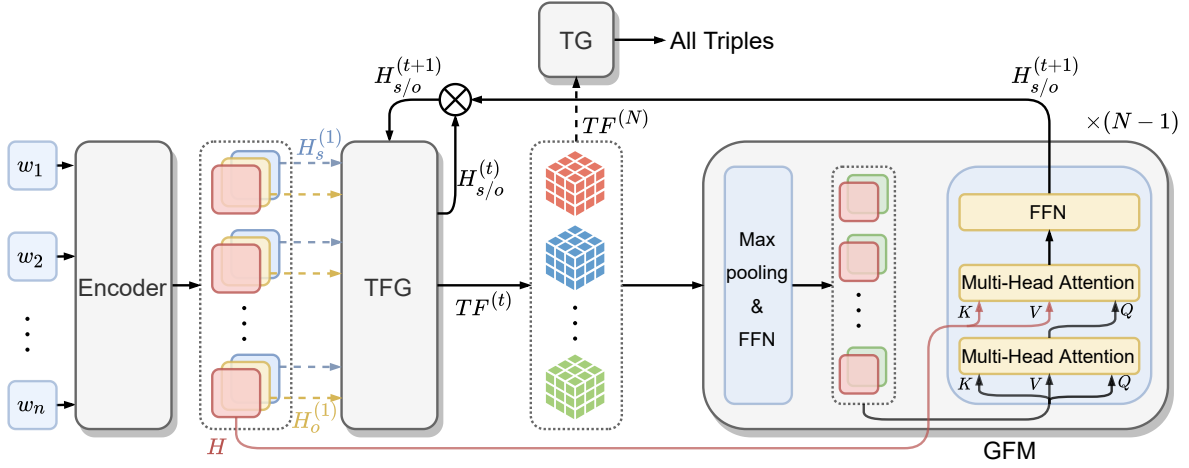 TG
All Triples
H_{s/o}^{(t+1)}
H_{s/o}^{(t+1)}
TF^{(N)}
×(N − 1)
H_s^{(1)}
w_1
H_{s/o}^{(t)}
FFN
w_2
Encoder
TFG
TF^{(t)}
Max
pooling
&
FFN
Multi-Head Attention
K
V
Q
Multi-Head Attention
K
V
Q
w_n
H_o^{(1)}
H
GFM